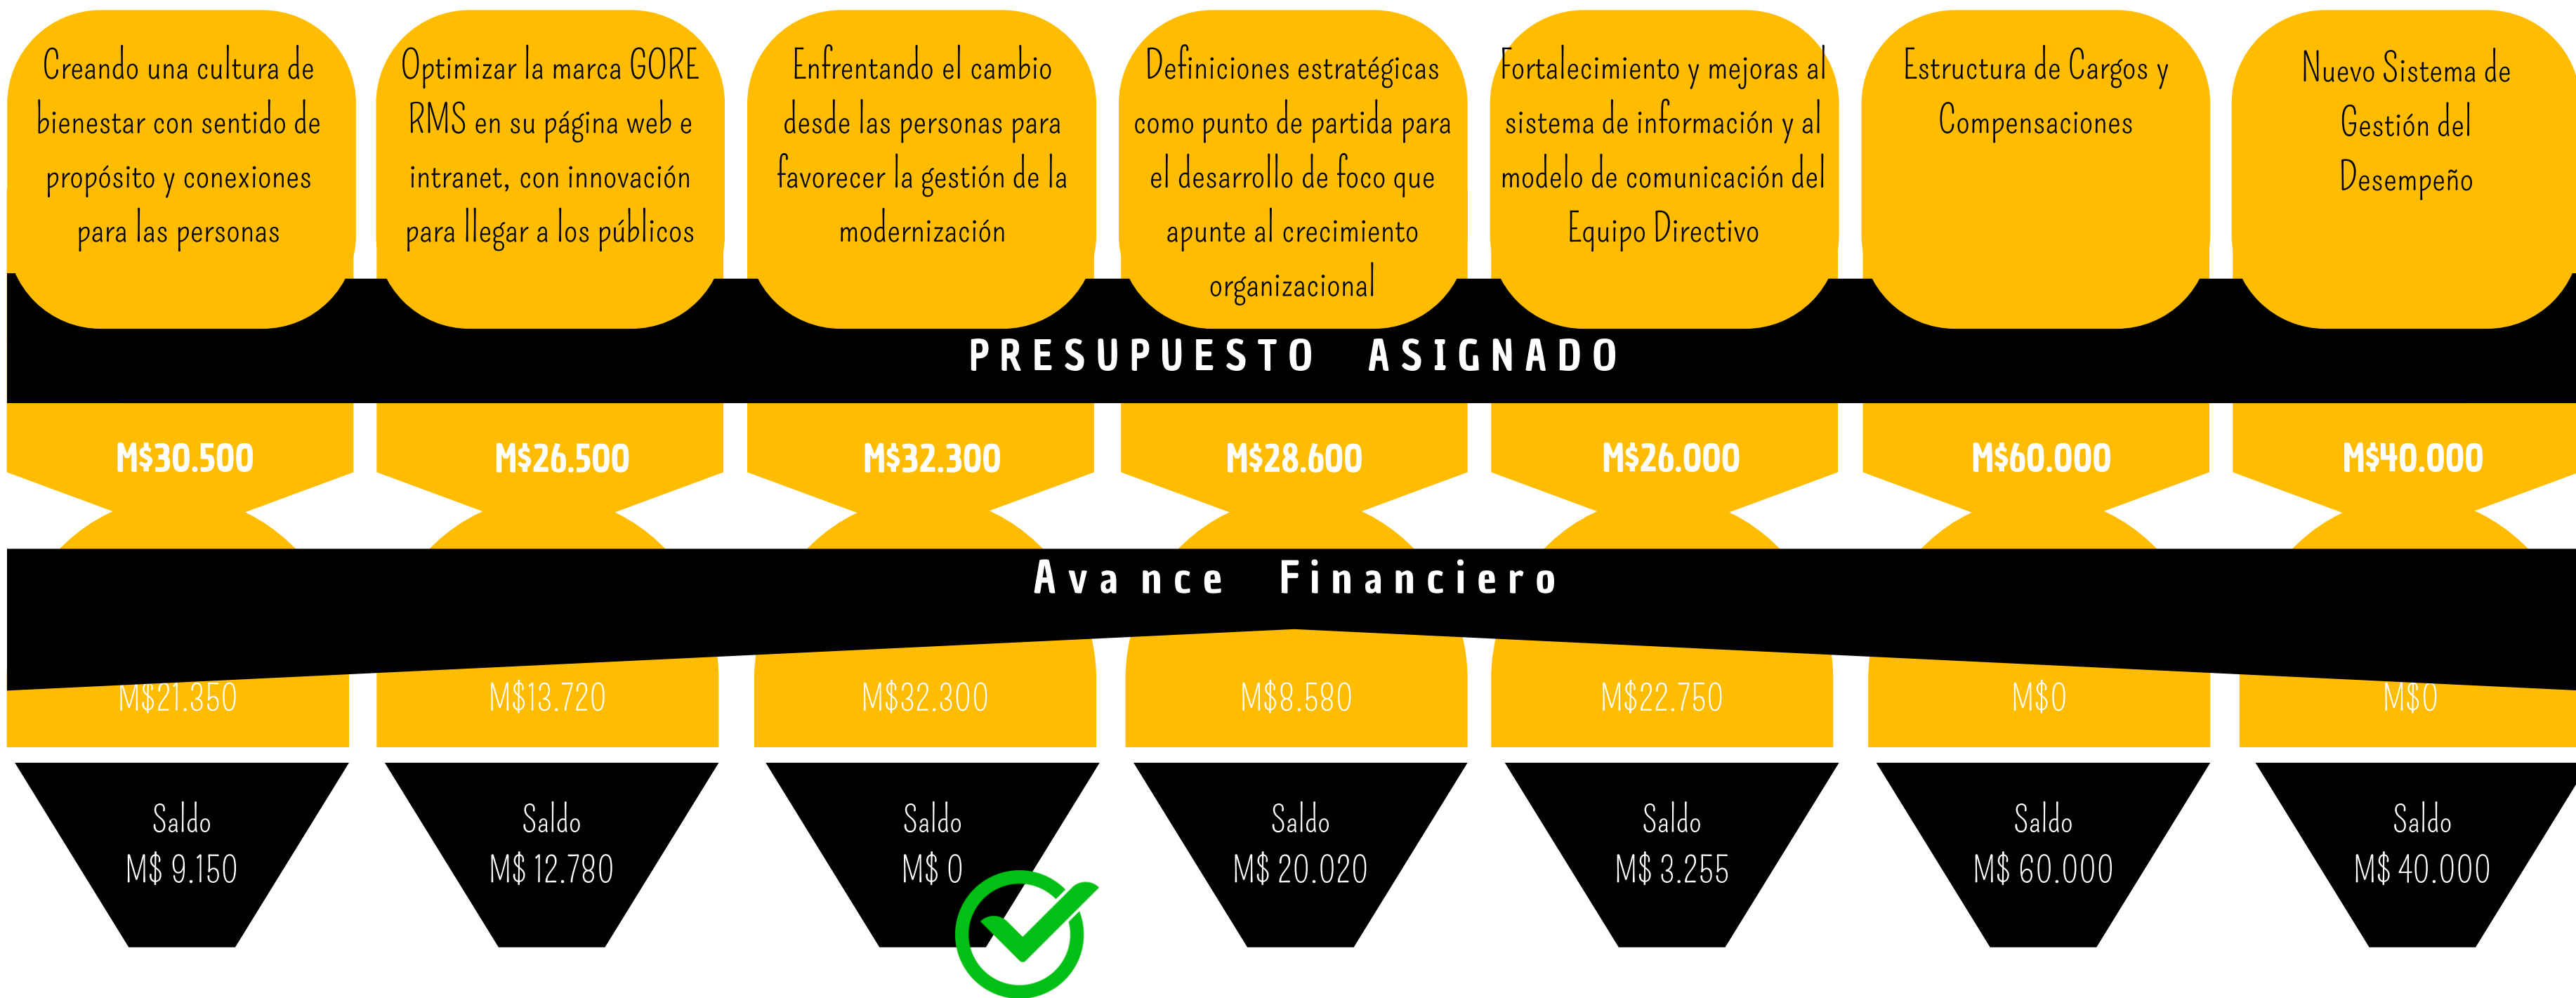 Creando una cultura de
bienestar con sentido de
propósito y conexiones
para las personas
Optimizar la marca GORE
RMS en su página web e
intranet, con innovación
para llegar a los públicos
Enfrentando el cambio
desde las personas para
favorecer la gestión de la
modernización
Definiciones estratégicas
como punto de partida para
el desarrollo de foco que
apunte al crecimiento
organizacional
Fortalecimiento y mejoras al
sistema de información y al
modelo de comunicación del
Equipo Directivo
Estructura de Cargos y
Compensaciones
Nuevo Sistema de
Gestión del
Desempeño
PRESUPUESTO ASIGNADO
M$30.500
M$26.500
M$32.300
M$28.600
M$26.000
M$60.000
M$40.000
Avance Financiero
M$21.350
M$13.720
M$32.300
M$8.580
M$22.750
M$0
M$0
Saldo
M$ 9.150
Saldo
M$ 12.780
Saldo
M$ 0
Saldo
M$ 20.020
Saldo
M$ 3.255
Saldo
M$ 60.000
Saldo
M$ 40.000